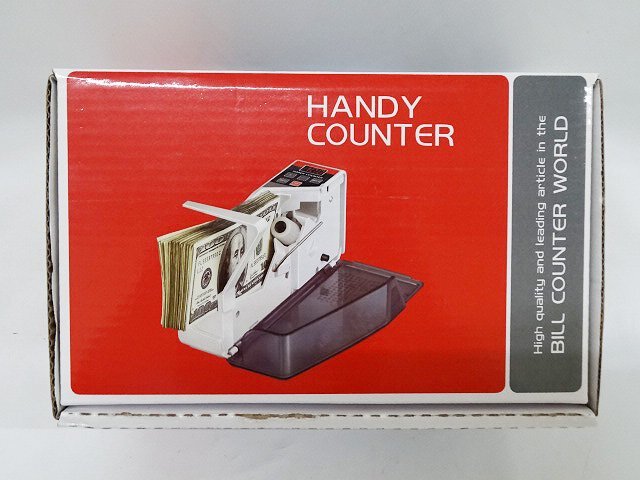 HANDY
COUNTER
High quality and leading article in the
BILL COUNTER WORLD